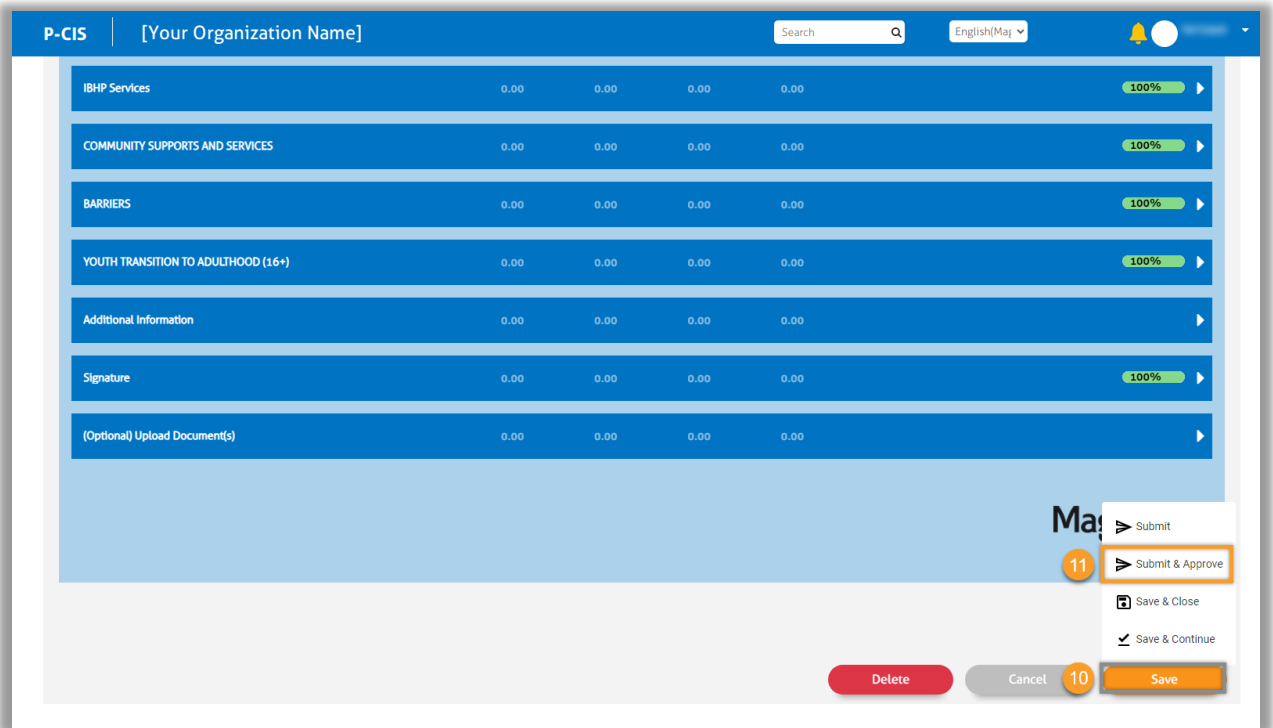 P-CIS [Your Organization Name] Search English(Maj
IBHP Services 0.00 0.00 0.00 0.00 100%
COMMUNITY SUPPORTS AND SERVICES 0.00 0.00 0.00 0.00 100%
BARRIERS 0.00 0.00 0.00 0.00 100%
YOUTH TRANSITION TO ADULTHOOD (16+) 0.00 0.00 0.00 0.00 100%
Additional Information 0.00 0.00 0.00 0.00
Signature 0.00 0.00 0.00 0.00 100%
(Optional) Upload Document(s) 0.00 0.00 0.00 0.00
Submit
11 Submit & Approve
Save & Close
Save & Continue
Delete Cancel 10 Save